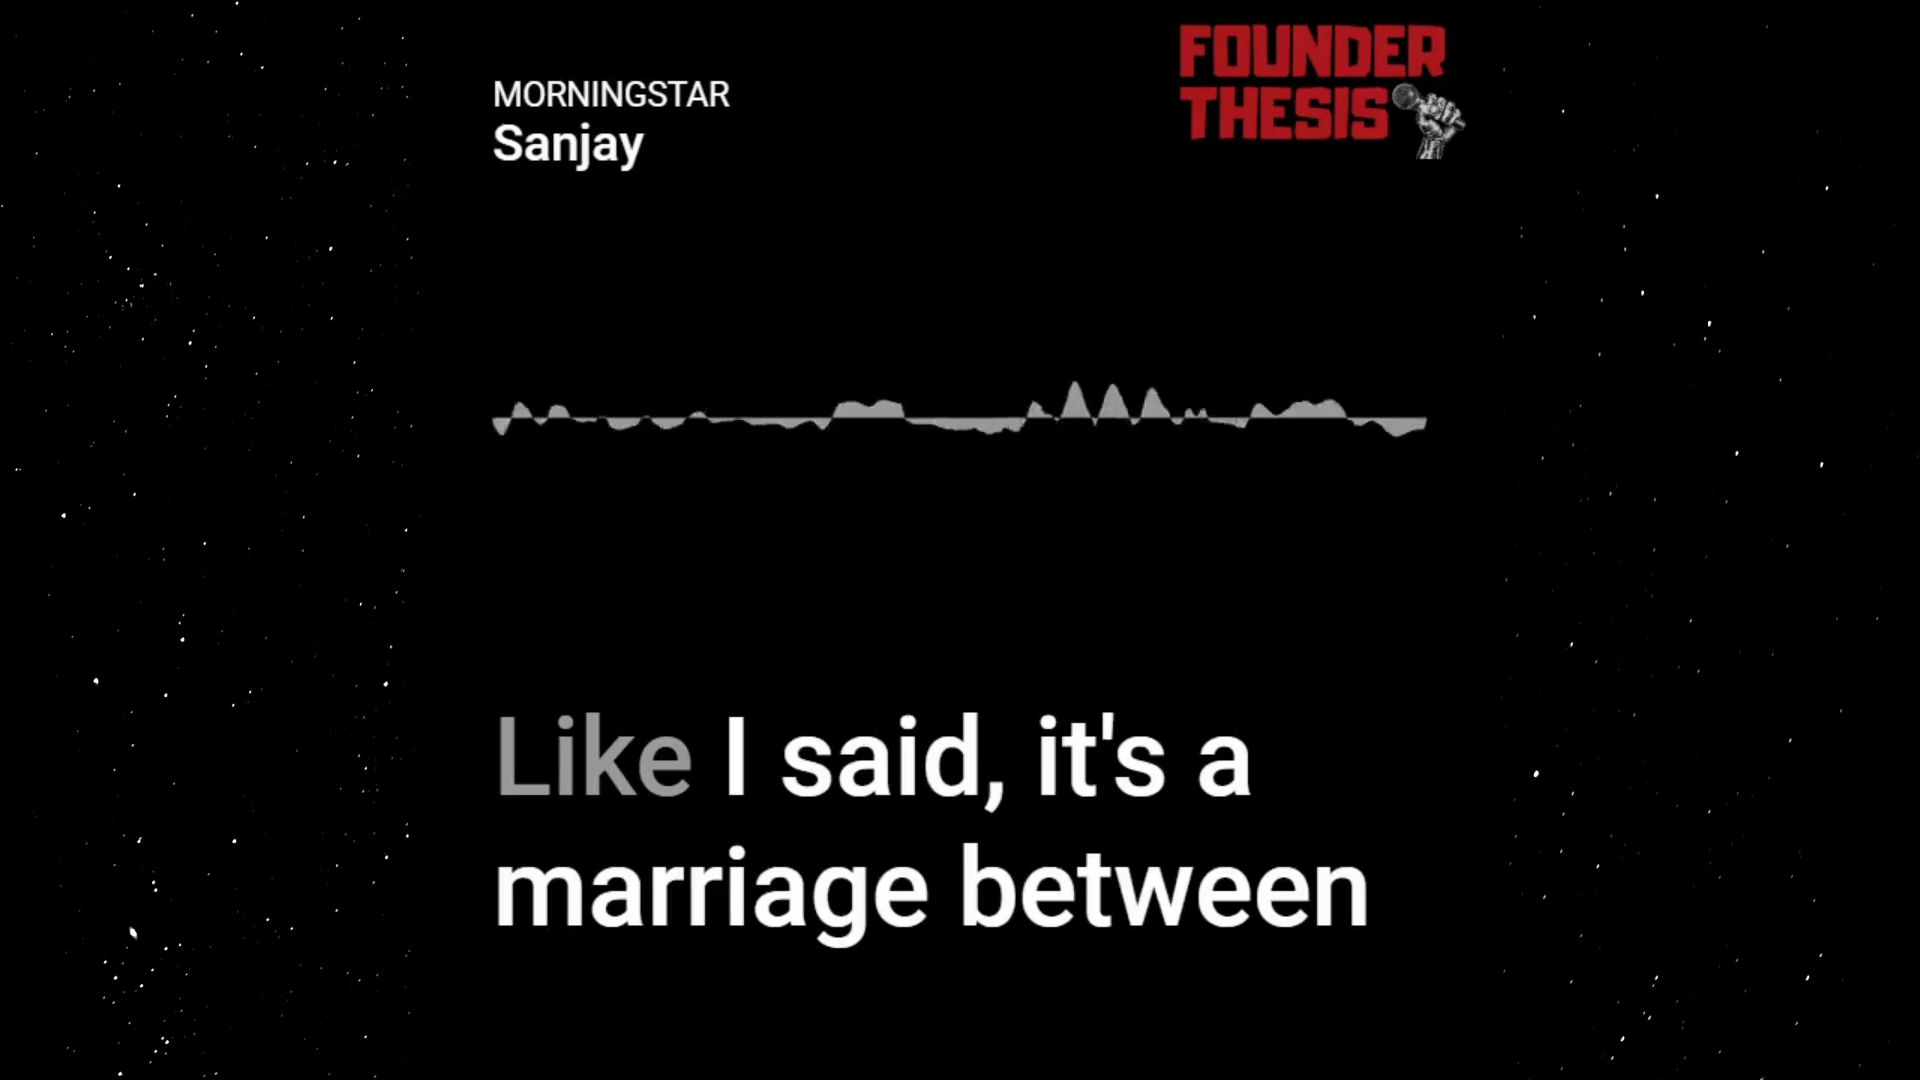 MORNINGSTAR
Sanjay
FOUNDER
THESIS
Like I said, it's a
marriage between